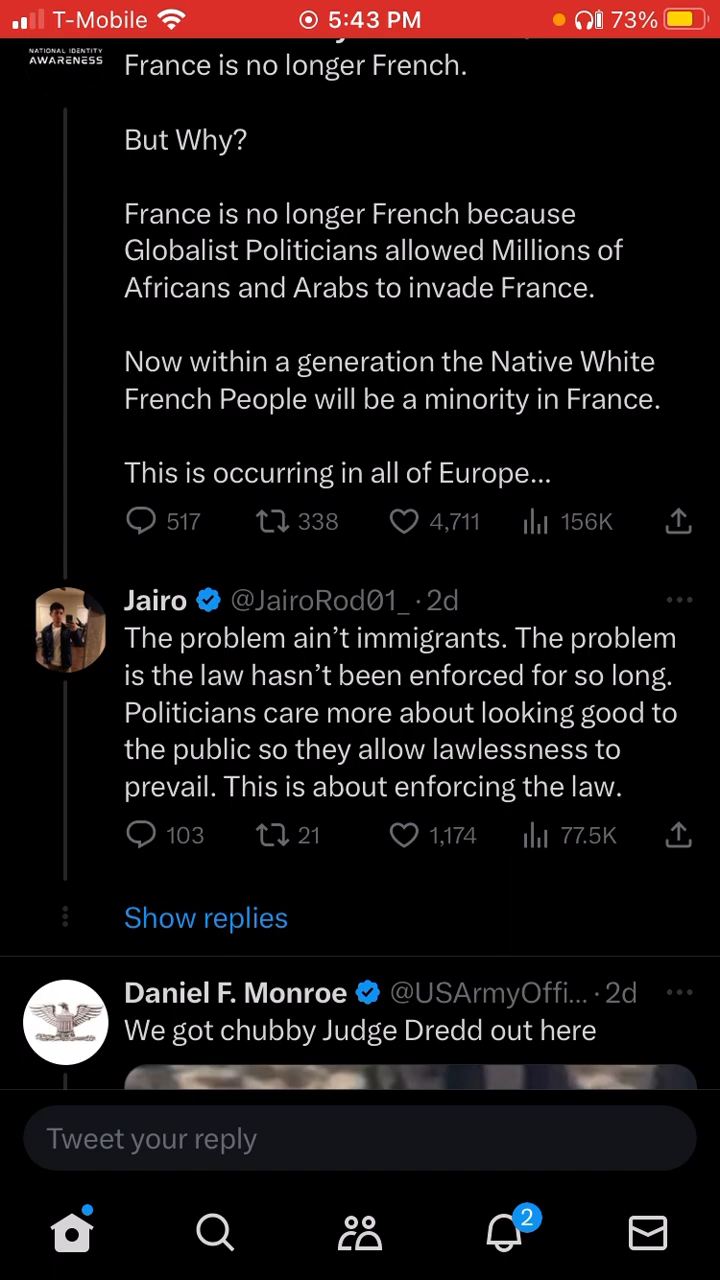 T-Mobile 5:43 PM 73%
NATIONAL IDENTITY
AWARENESS
France is no longer French.
But Why?
France is no longer French because
Globalist Politicians allowed Millions of
Africans and Arabs to invade France.
Now within a generation the Native White
French People will be a minority in France.
This is occurring in all of Europe...
517 338 4,711 156K
Jairo @JairoRod01_ · 2d
The problem ain't immigrants. The problem
is the law hasn't been enforced for so long.
Politicians care more about looking good to
the public so they allow lawlessness to
prevail. This is about enforcing the law.
103 21 1,174 77.5K
Show replies
Daniel F. Monroe @USArmyOffi... · 2d
We got chubby Judge Dredd out here
Tweet your reply
2